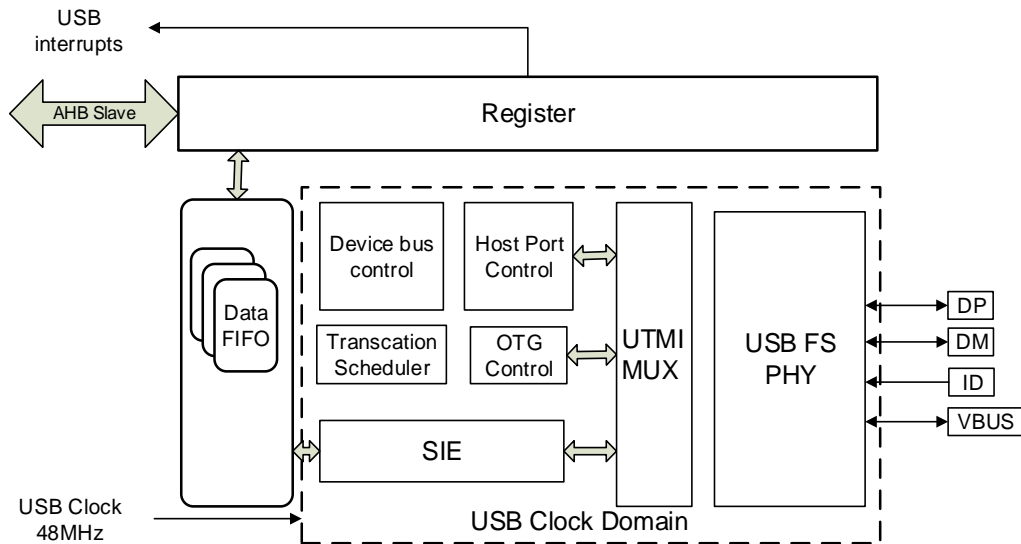 USB
interrupts
AHB Slave
Register
Device bus
control
Host Port
Control
Data
FIFO
Transcation
Scheduler
OTG
Control
UTMI
MUX
USB FS
PHY
DP
DM
ID
VBUS
SIE
USB Clock
48MHz
USB Clock Domain